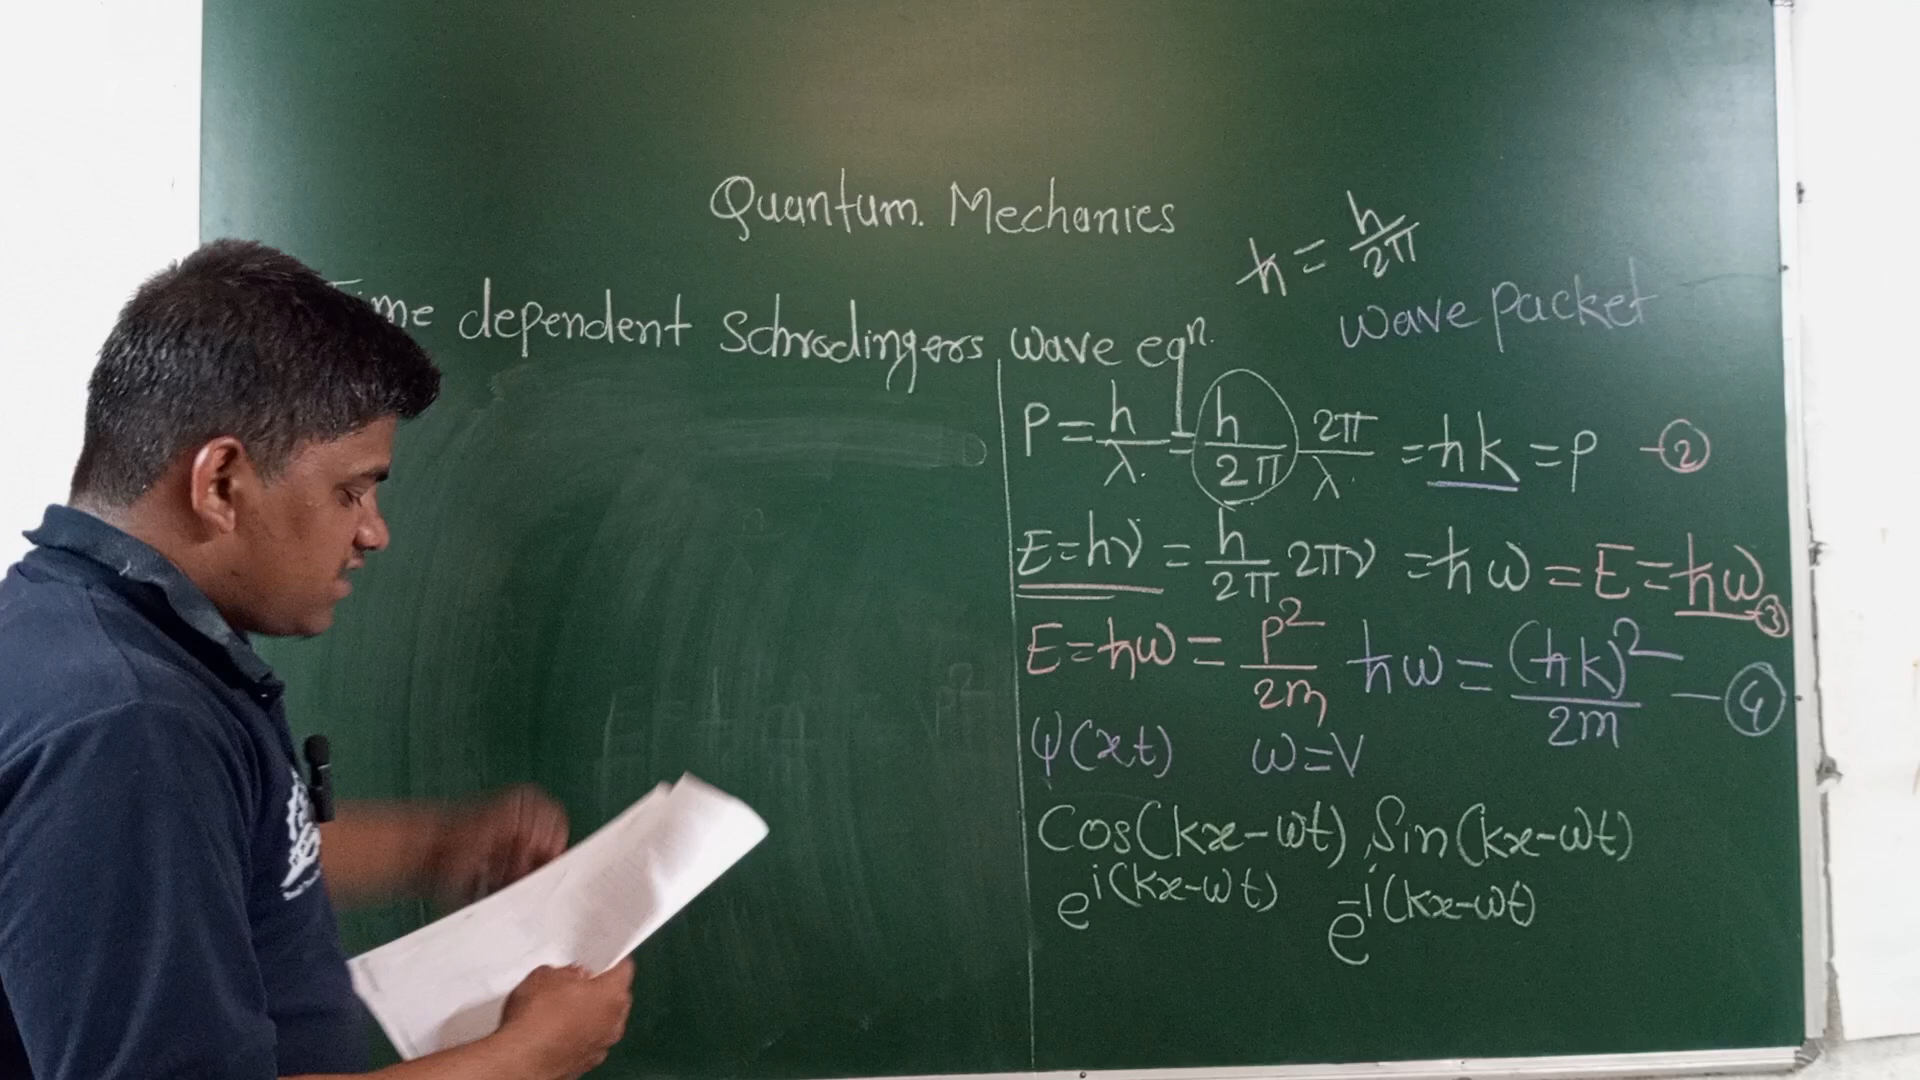 Quantum. Mechanics
ħ = h/2π
wave packet
Time dependent Schrodingers wave eqn.
P = h/λ. = h/2π 2π/λ. = ħk = P -②
E=hν = h/2π 2πν = ħω = E = ħω -③
E=ħω = P²/2m ħω = (ħk)²/2m -④
ψ(xt) ω=V
Cos(kx-ωt), Sin(kx-ωt)
e^i(kx-ωt) e^-i(kx-ωt)